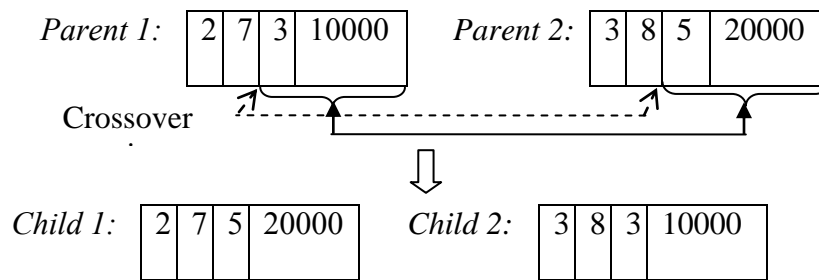 Parent 1: 2 7 3 10000 Parent 2: 3 8 5 20000
Crossover
Child 1: 2 7 5 20000 Child 2: 3 8 3 10000